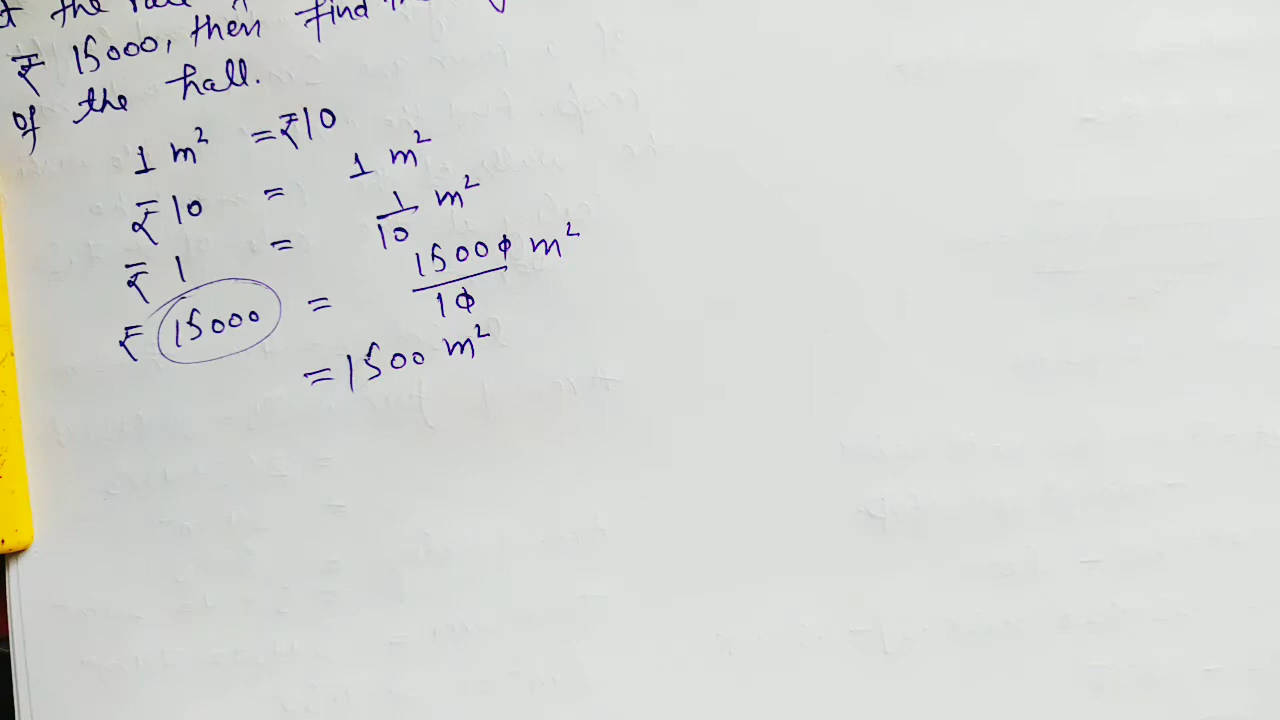 the
₹ 15000, then find
of the hall.
1 m² = ₹10
₹ 10 = 1 m²
₹ 1 = 1/10 m²
₹ 15000 = 15000/10 m²
= 1500 m²